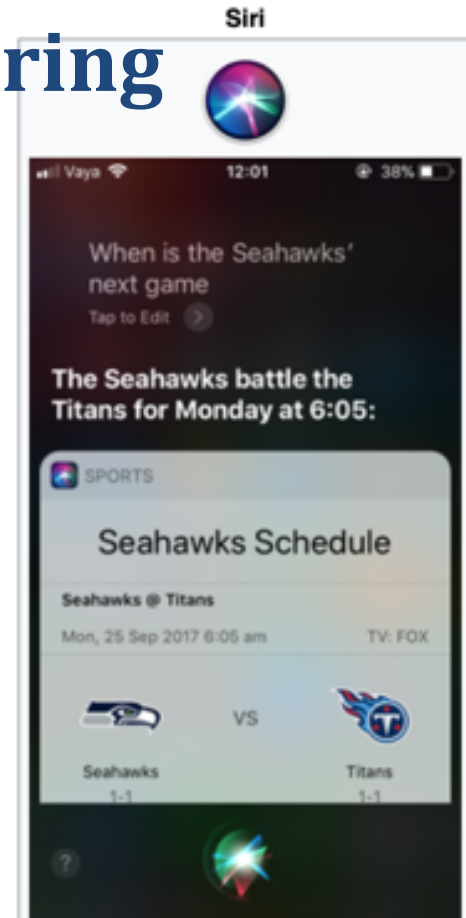 Siri
ring
Vaya 12:01 38%
When is the Seahawks'
next game
Tap to Edit >
The Seahawks battle the
Titans for Monday at 6:05:
SPORTS
Seahawks Schedule
Seahawks @ Titans
Mon, 25 Sep 2017 6:05 am TV: FOX
VS
Seahawks Titans
1-1 1-1
?